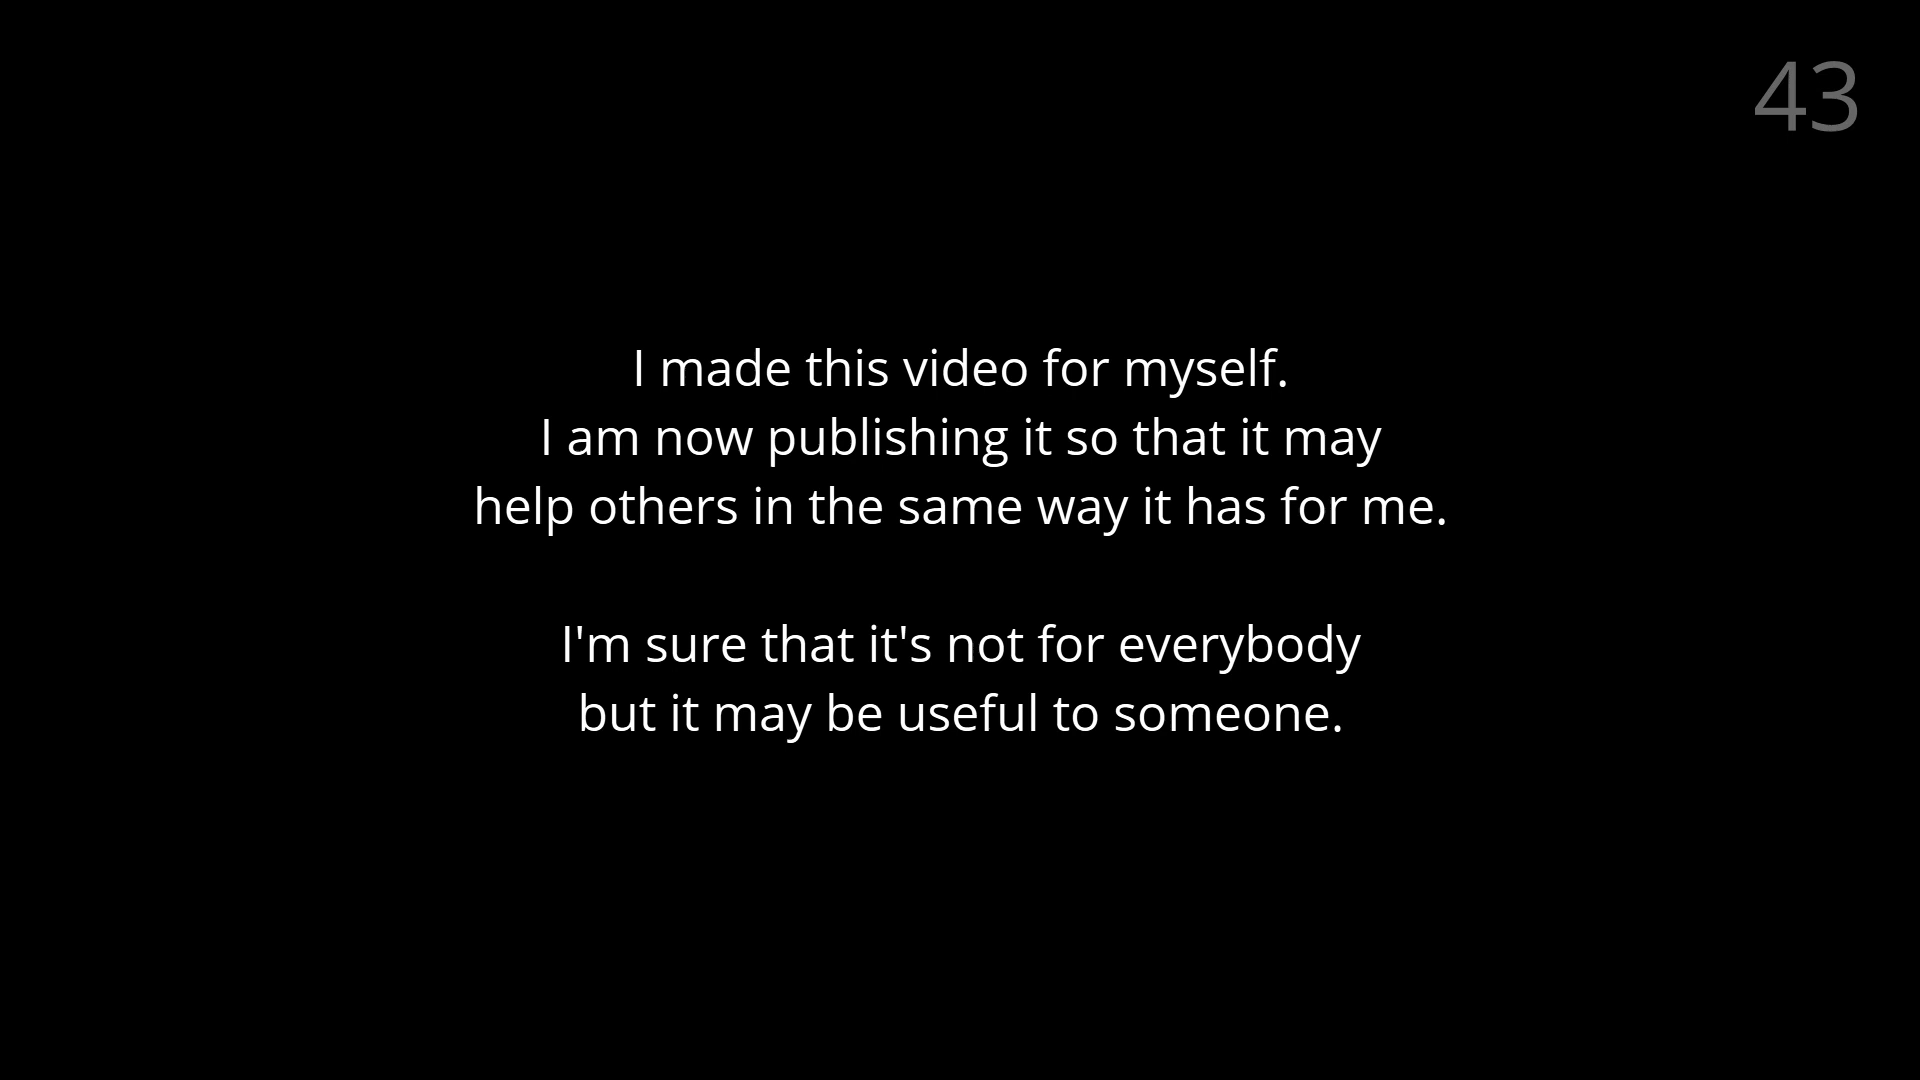 43
I made this video for myself.
I am now publishing it so that it may
help others in the same way it has for me.
I'm sure that it's not for everybody
but it may be useful to someone.